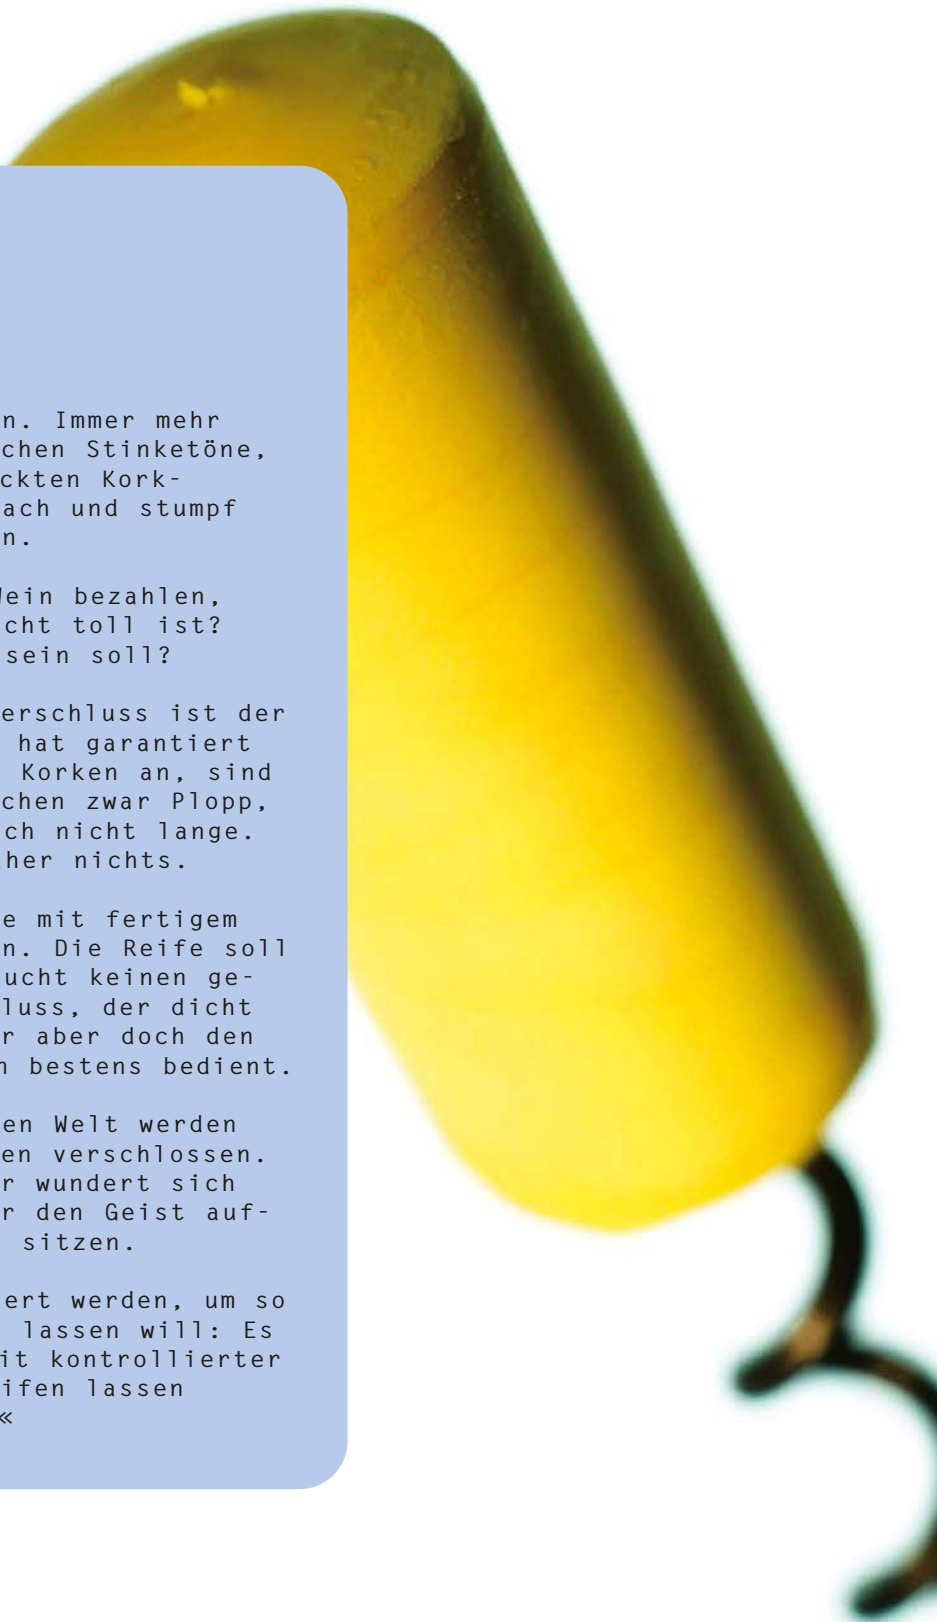 n. Immer mehr
chen Stinketöne,
ckten Kork-
ach und stumpf
n.
Wein bezahlen,
cht toll ist?
sein soll?
erschluss ist der
hat garantiert
Korken an, sind
chen zwar Plopp,
ch nicht lange.
her nichts.
e mit fertigem
n. Die Reife soll
ucht keinen ge-
luss, der dicht
r aber doch den
n bestens bedient.
en Welt werden
en verschlossen.
r wundert sich
r den Geist auf-
sitzen.
ert werden, um so
lassen will: Es
it kontrollierter
ifen lassen
«